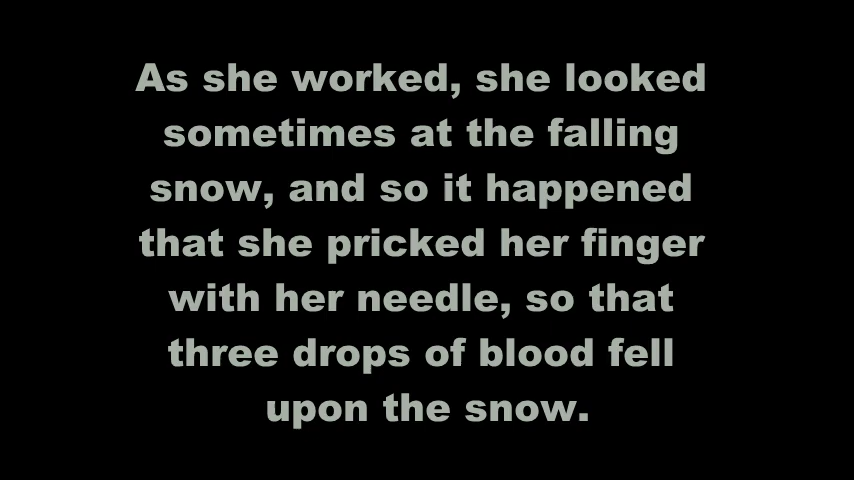 As she worked, she looked
sometimes at the falling
snow, and so it happened
that she pricked her finger
with her needle, so that
three drops of blood fell
upon the snow.